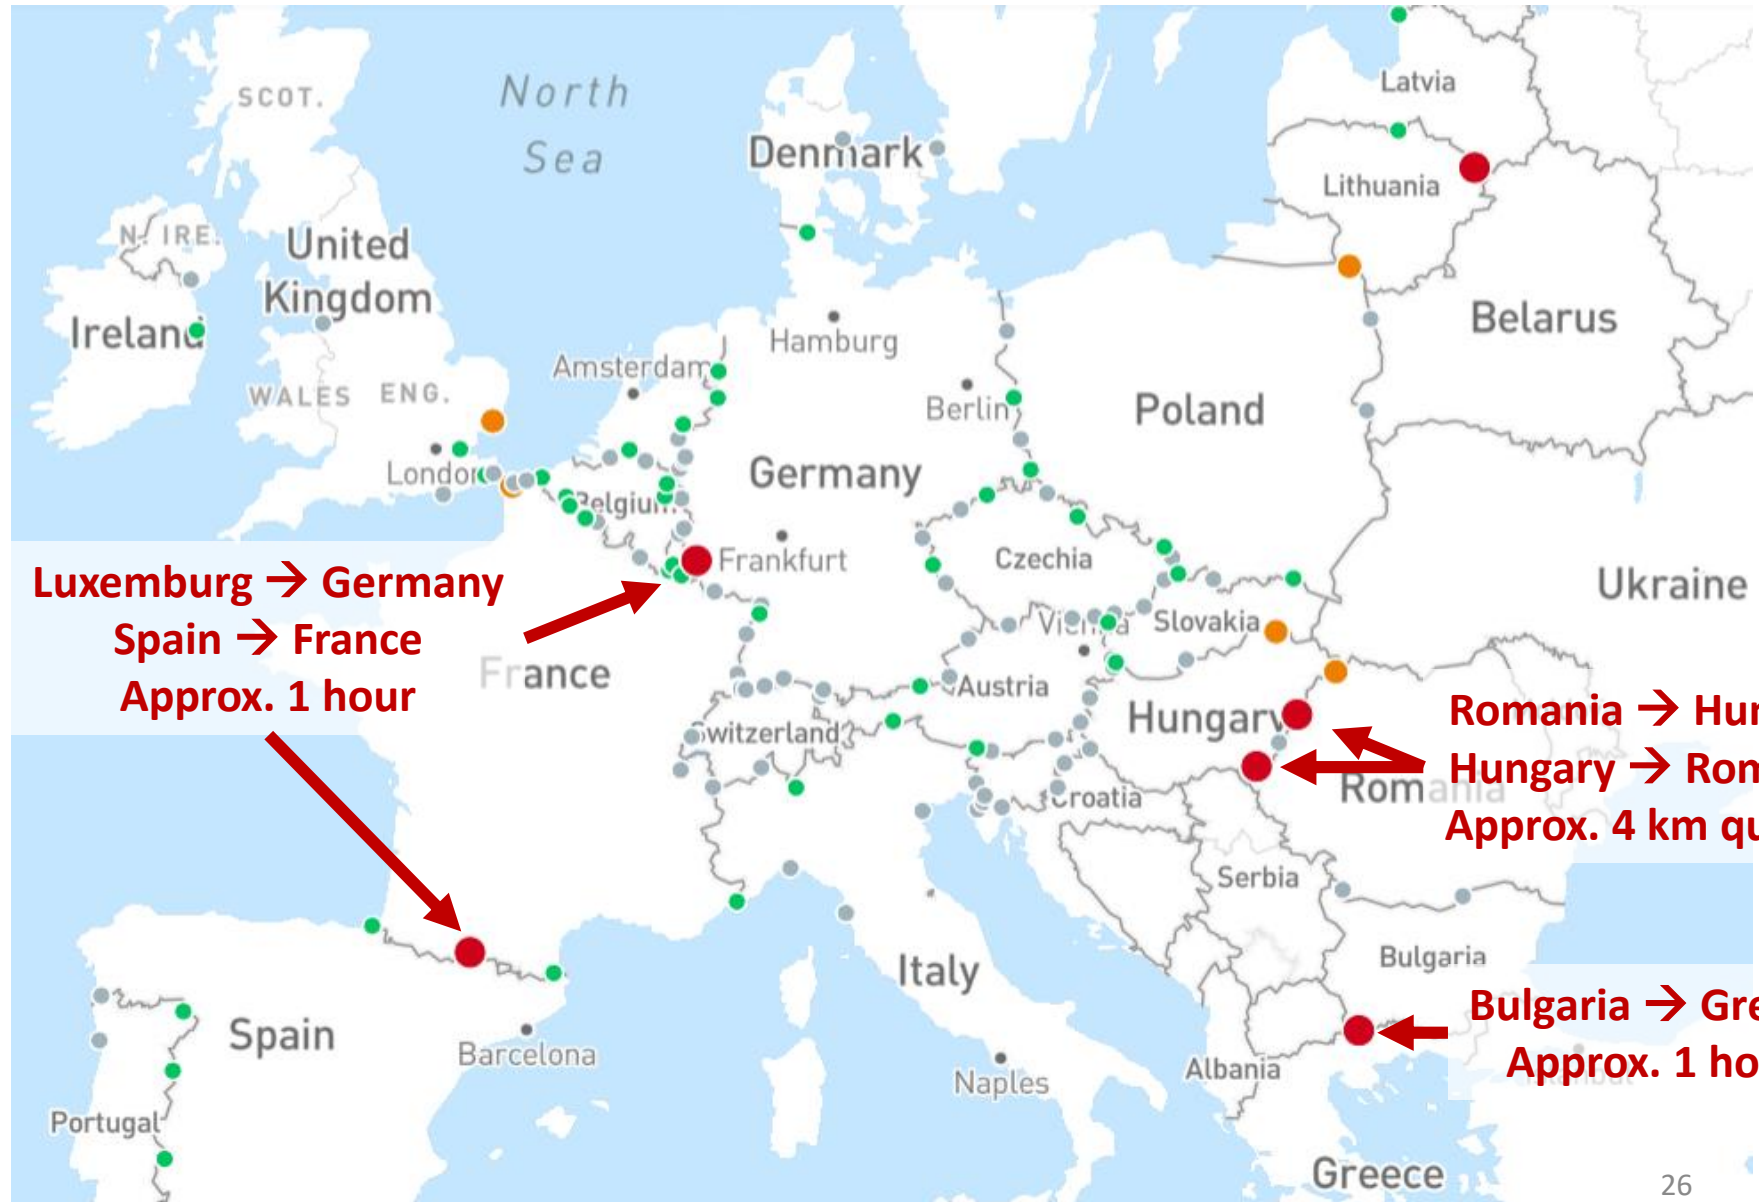 SCOT.
North
Sea
Denmark
Latvia
Lithuania
N. IRE.
United
Kingdom
Ireland
Belarus
Hamburg
Amsterdam
WALES
ENG.
Berlin
Poland
London
Germany
Belgium
Frankfurt
Czechia
Ukraine
Luxemburg → Germany
Spain → France
Approx. 1 hour
Vienna
Slovakia
France
Austria
Switzerland
Hungary
Romania → Hun
Hungary → Rom
Approx. 4 km qu
Romania
Croatia
Serbia
Bulgaria
Italy
Spain
Barcelona
Bulgaria → Gre
Approx. 1 ho
Albania
Naples
Portugal
Greece
26